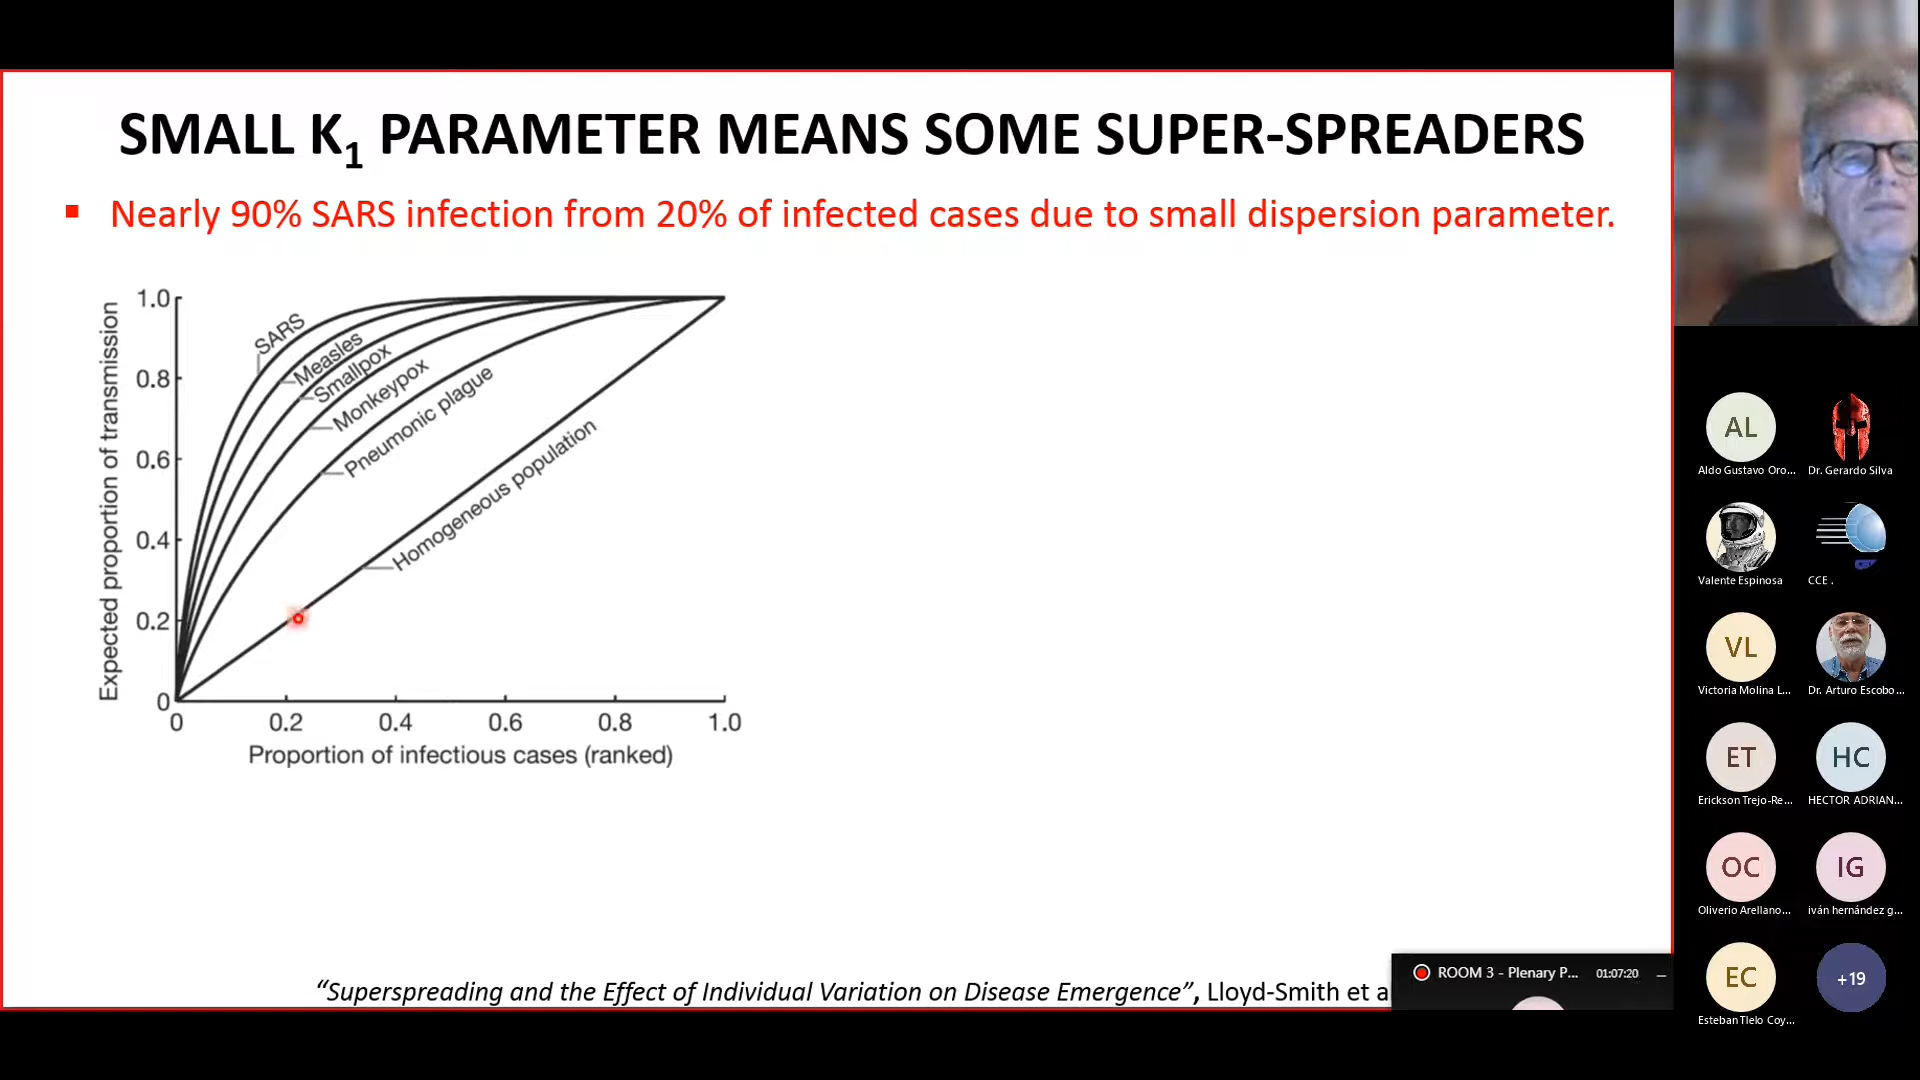 SMALL K₁ PARAMETER MEANS SOME SUPER-SPREADERS
Nearly 90% SARS infection from 20% of infected cases due to small dispersion parameter.
Expected proportion of transmission
1.0
0.8
0.6
0.4
0.2
0
SARS
Measles
Smallpox
Monkeypox
Pneumonic plague
Homogeneous population
0 0.2 0.4 0.6 0.8 1.0
Proportion of infectious cases (ranked)
“Superspreading and the Effect of Individual Variation on Disease Emergence”, Lloyd-Smith et a
ROOM 3 - Plenary P... 01:07:20
AL
Aldo Gustavo Oro... Dr. Gerardo Silva
Valente Espinosa CCE .
VL
Victoria Molina L... Dr. Arturo Escobo...
ET HC
Erickson Trejo-Re... HECTOR ADRIAN...
OC IG
Oliverio Arellano... iván hernández g...
EC +19
Esteban Tlelo Coy...